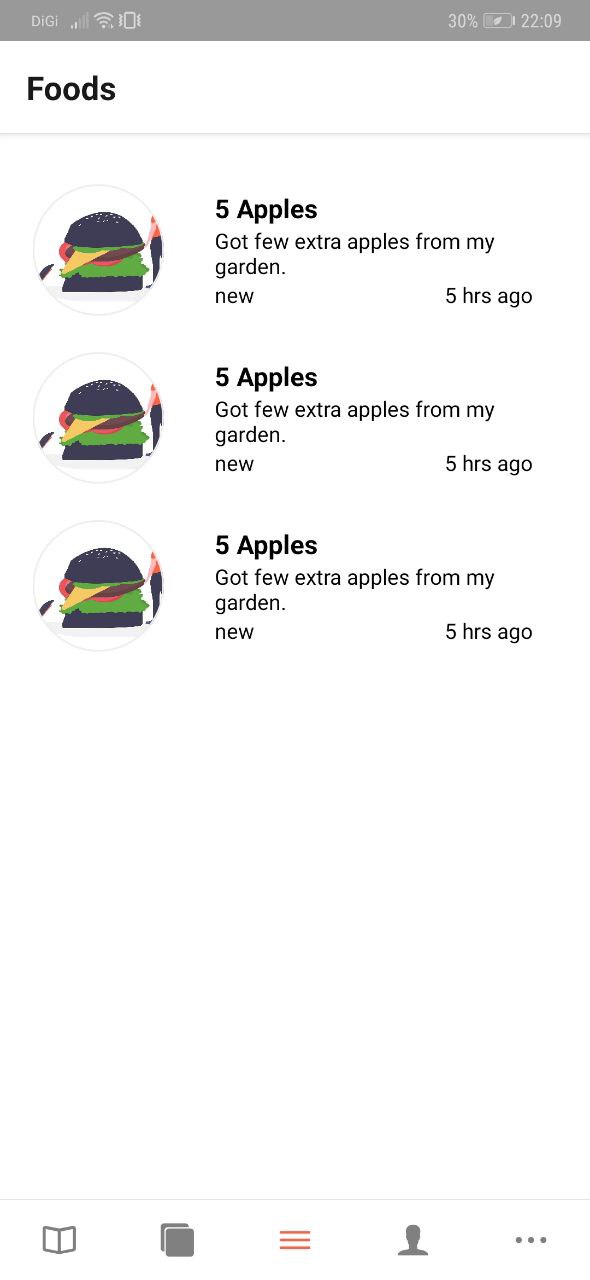 DiGi 30% 22:09
Foods
5 Apples
Got few extra apples from my
garden.
new 5 hrs ago
5 Apples
Got few extra apples from my
garden.
new 5 hrs ago
5 Apples
Got few extra apples from my
garden.
new 5 hrs ago